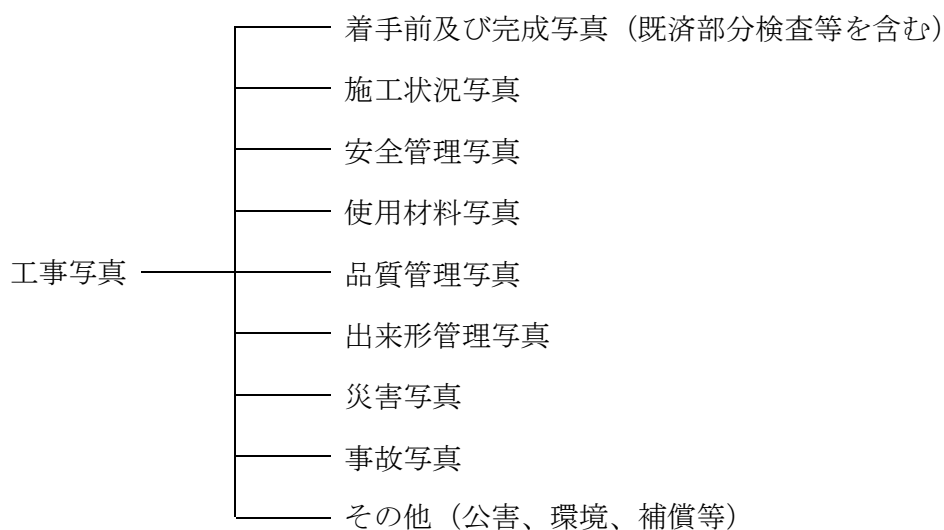 着手前及び完成写真（既済部分検査等を含む）
施工状況写真
安全管理写真
使用材料写真
工事写真
品質管理写真
出来形管理写真
災害写真
事故写真
その他（公害、環境、補償等）